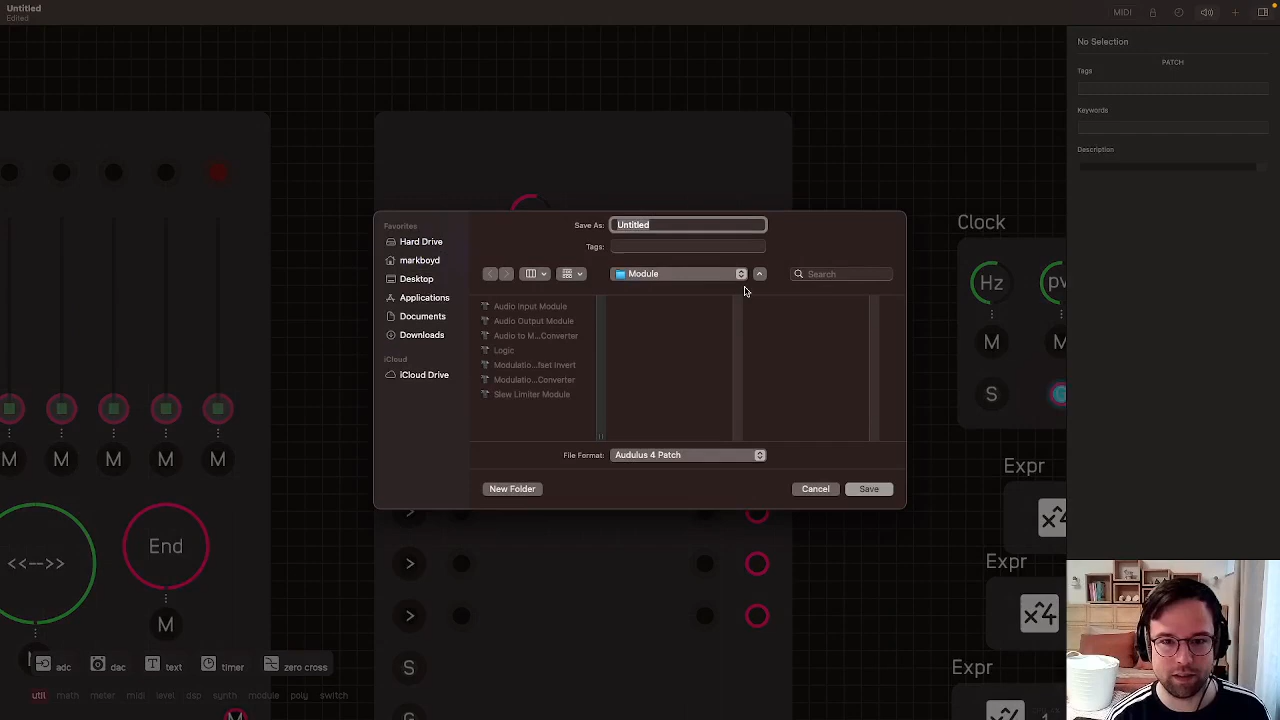 Untitled
Edited
MIDI
No Selection
PATCH
Tags
Keywords
Description
Favorites
Hard Drive
markboyd
Desktop
Applications
Documents
Downloads
iCloud
iCloud Drive
Save As: Untitled
Tags:
Module
Search
Audio Input Module
Audio Output Module
Audio to M...Converter
Logic
Modulatio...fset Invert
Modulatio...Converter
Slew Limiter Module
File Format: Audulus 4 Patch
New Folder
Cancel
Save
Clock
Hz
M
M
S
Expr
x^4
Expr
x^4
Expr
M M M M M
<<-->>
End
M
>
>
>
S
adc
dac
T text
timer
zero cross
util math meter midi level dsp synth module poly switch